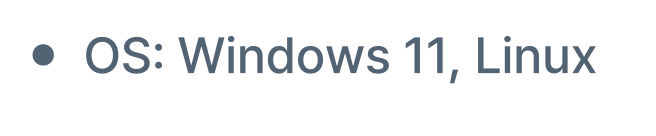 • OS: Windows 11, Linux